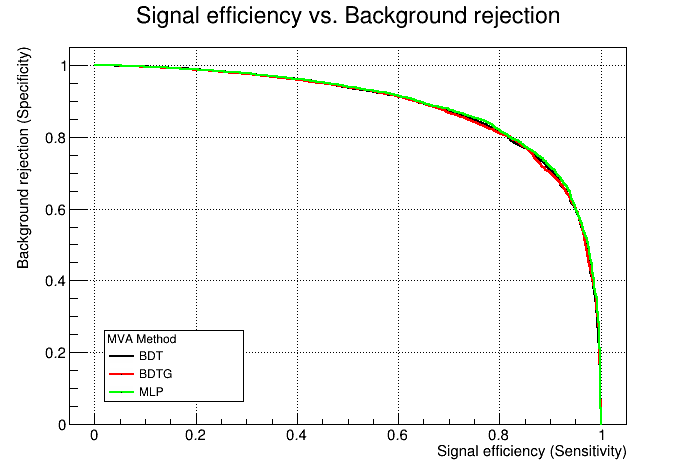 Signal efficiency vs. Background rejection
Background rejection (Specificity)
1
0.8
0.6
0.4
0.2
0
MVA Method
BDT
BDTG
MLP
0 0.2 0.4 0.6 0.8 1
Signal efficiency (Sensitivity)